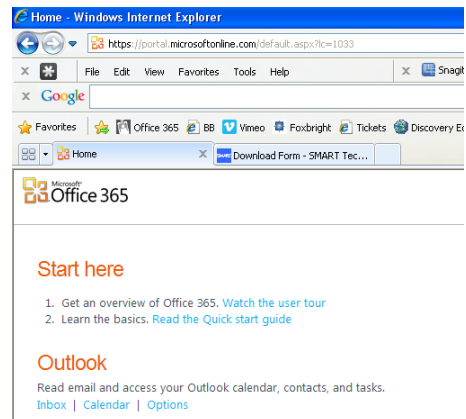 Home - Windows Internet Explorer
https://portal.microsoftonline.com/default.aspx?lc=1033
File Edit View Favorites Tools Help x Snagit
x Google
Favorites Office 365 BB Vimeo Foxbright Tickets Discovery Ed
Home X SMART Download Form - SMART Tec...
Microsoft
Office 365
Start here
1. Get an overview of Office 365. Watch the user tour
2. Learn the basics. Read the Quick start guide
Outlook
Read email and access your Outlook calendar, contacts, and tasks.
Inbox | Calendar | Options